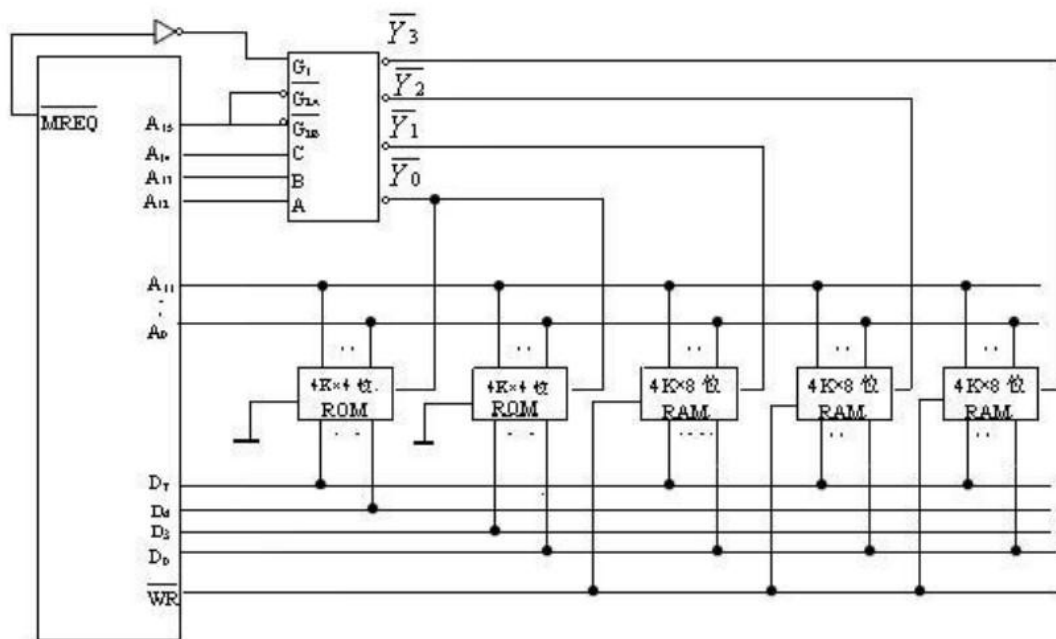 Y3
G1
Y2
G2A
MREQ
A15
Y1
G2B
A14
C
Y0
A13
B
A12
A
A11
A0
4K×4 位.
ROM
4K×4 位
ROM
4K×8 位
RAM
4K×8 位
RAM
4K×8 位
RAM
D7
D4
D3
D0
WR